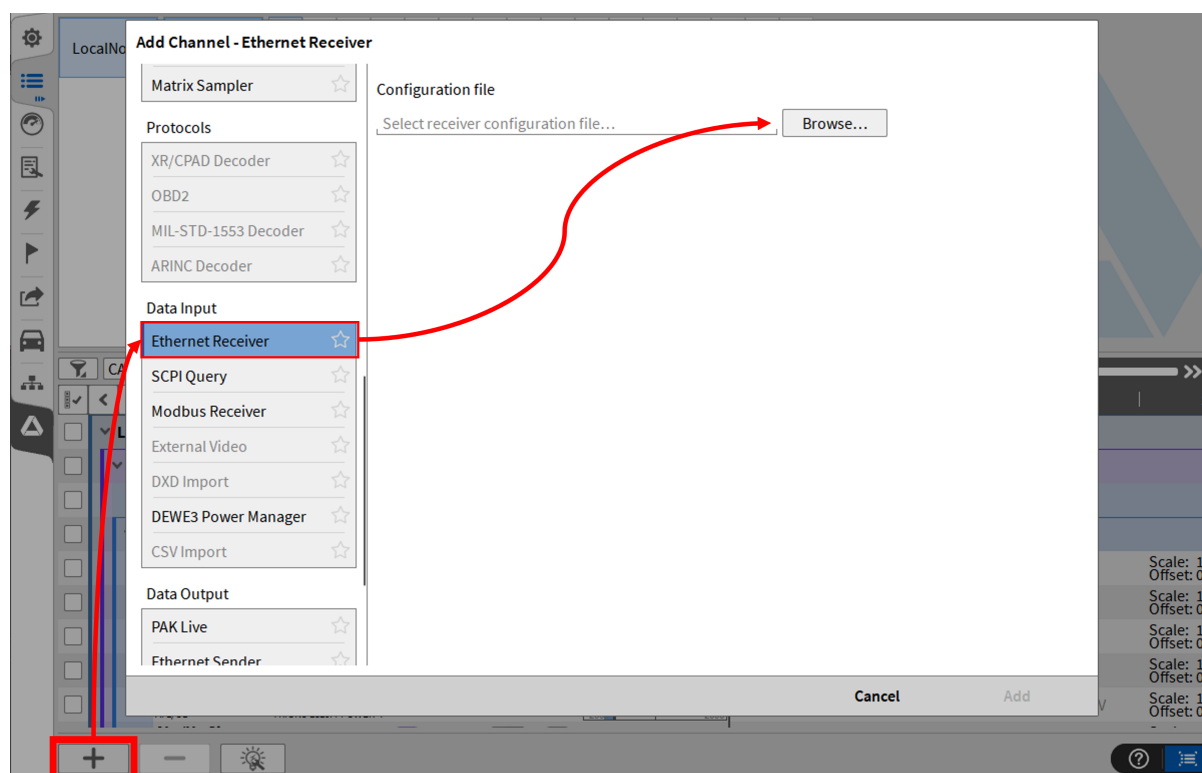 LocalNo
Add Channel - Ethernet Receiver
Matrix Sampler
Configuration file
Select receiver configuration file...
Browse...
Protocols
XR/CPAD Decoder
OBD2
MIL-STD-1553 Decoder
ARINC Decoder
Data Input
Ethernet Receiver
SCPI Query
Modbus Receiver
External Video
DXD Import
DEWE3 Power Manager
CSV Import
Data Output
PAK Live
Ethernet Sender
Cancel
Add
CA
L
Scale: 1
Offset: 0
Scale: 1
Offset: 0
Scale: 1
Offset: 0
Scale: 1
Offset: 0
Scale: 1
Offset: 0
V